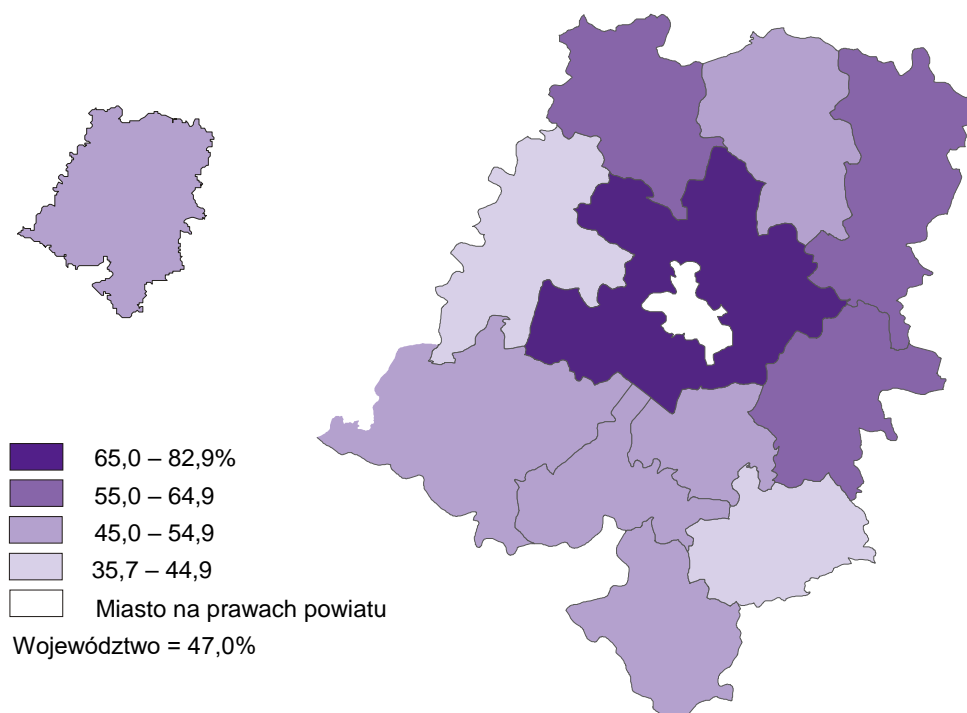 65,0 – 82,9%
55,0 – 64,9
45,0 – 54,9
35,7 – 44,9
Miasto na prawach powiatu
Województwo = 47,0%